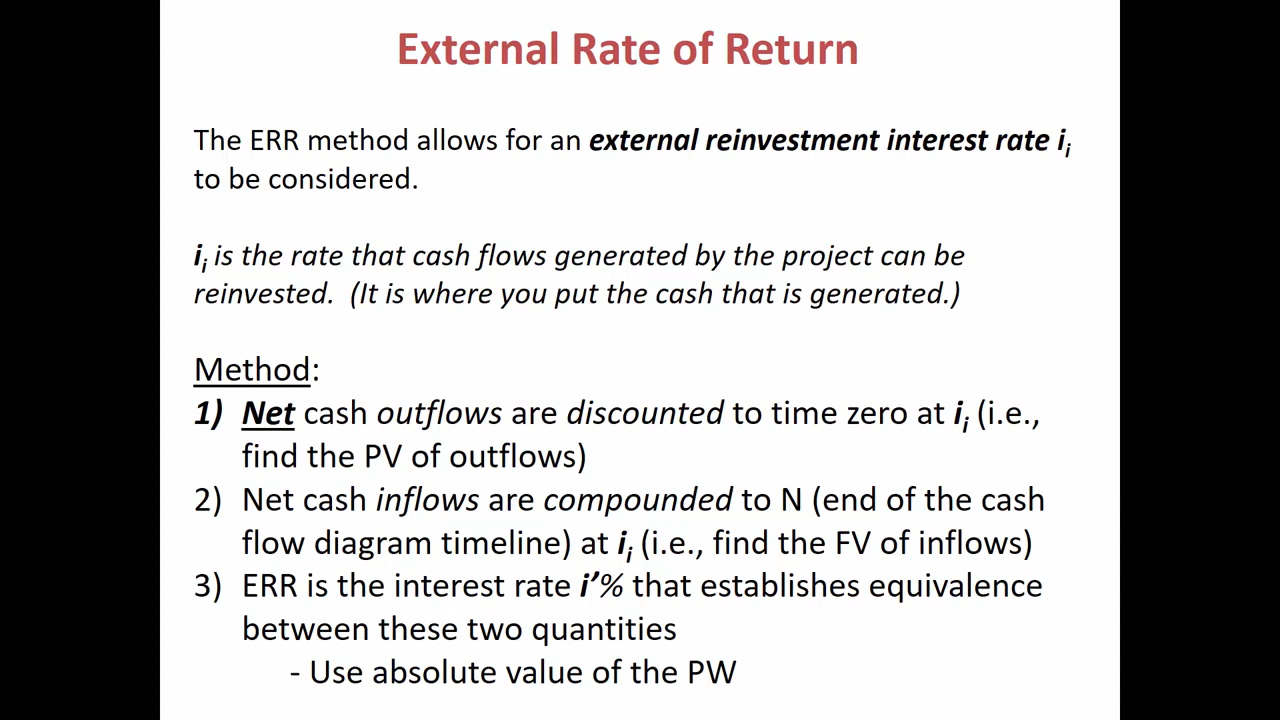 External Rate of Return
The ERR method allows for an external reinvestment interest rate ii
to be considered.
ii is the rate that cash flows generated by the project can be
reinvested. (It is where you put the cash that is generated.)
Method:
1) Net cash outflows are discounted to time zero at ii (i.e.,
find the PV of outflows)
2) Net cash inflows are compounded to N (end of the cash
flow diagram timeline) at ii (i.e., find the FV of inflows)
3) ERR is the interest rate i’% that establishes equivalence
between these two quantities
- Use absolute value of the PW